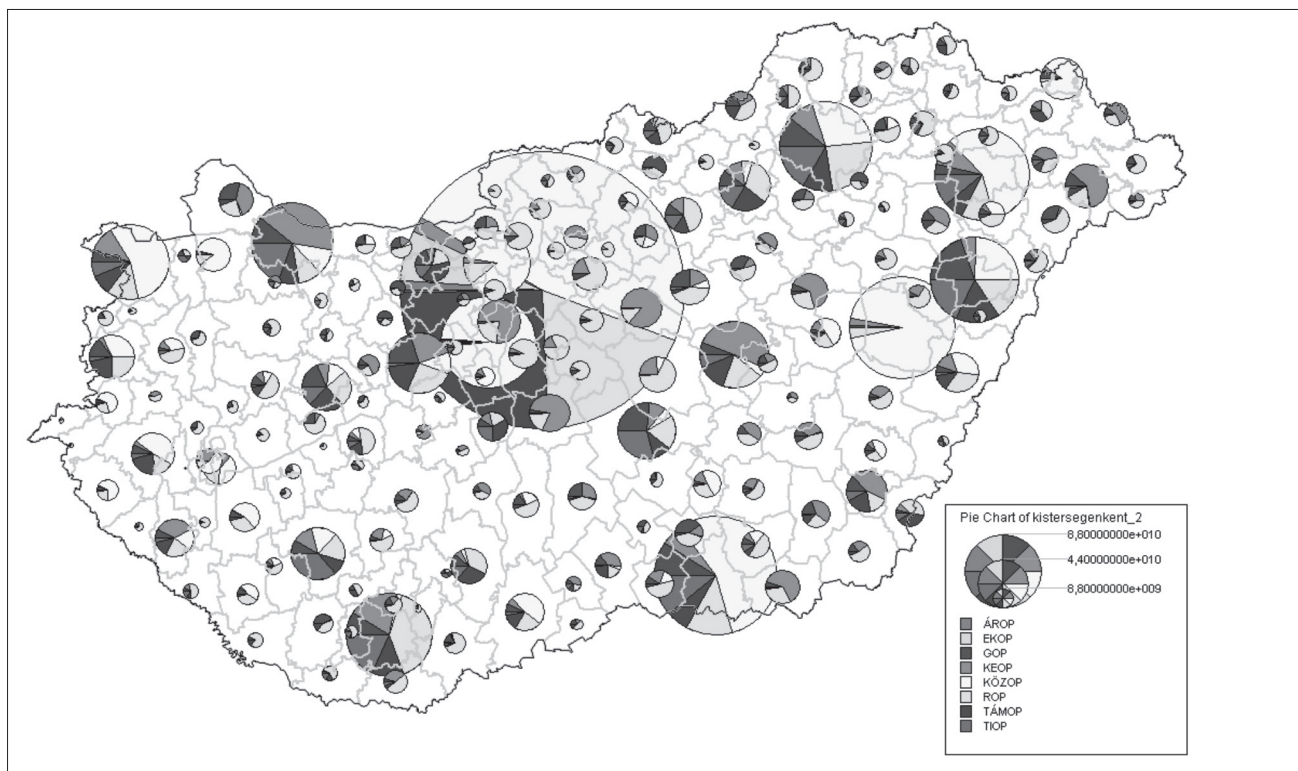 Pie Chart of kistersegenkent_2
8,80000000e+010
4,40000000e+010
8,80000000e+009
ÁROP
EKOP
GOP
KEOP
KÖZOP
ROP
TÁMOP
TIOP